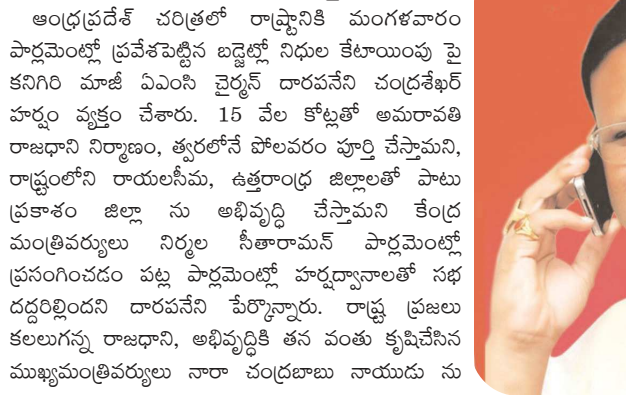 ఆంధ్రప్రదేశ్ చరిత్రలో రాష్ట్రానికి మంగళవారం
పార్లమెంట్లో ప్రవేశపెట్టిన బడ్జెట్లో నిధుల కేటాయింపు పై
కనిగిరి మాజీ ఏఎంసి చైర్మన్ దారపనేని చంద్రశేఖర్
హర్షం వ్యక్తం చేశారు. 15 వేల కోట్లతో అమరావతి
రాజధాని నిర్మాణం, త్వరలోనే పోలవరం పూర్తి చేస్తామని,
రాష్ట్రంలోని రాయలసీమ, ఉత్తరాంధ్ర జిల్లాలతో పాటు
ప్రకాశం జిల్లా ను అభివృద్ధి చేస్తామని కేంద్ర
మంత్రివర్యులు నిర్మల సీతారామన్ పార్లమెంట్లో
ప్రసంగించడం పట్ల పార్లమెంట్లో హర్షద్వానాలతో సభ
దద్దరిల్లిందని దారపనేని పేర్కొన్నారు. రాష్ట్ర ప్రజలు
కలలుగన్న రాజధాని, అభివృద్ధికి తన వంతు కృషిచేసిన
ముఖ్యమంత్రివర్యులు నారా చంద్రబాబు నాయుడు ను